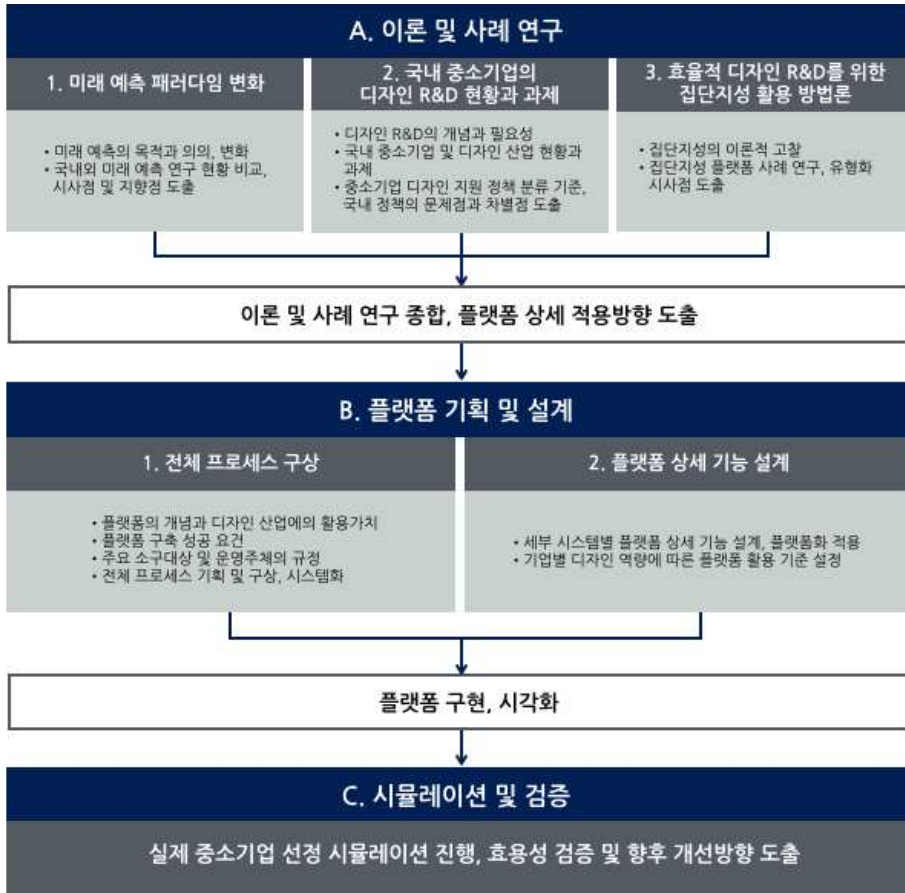 A. 이론 및 사례 연구
1. 미래 예측 패러다임 변화
• 미래 예측의 목적과 의의, 변화
• 국내외 미래 예측 연구 현황 비교,
시사점 및 지향점 도출
2. 국내 중소기업의
디자인 R&D 현황과 과제
• 디자인 R&D의 개념과 필요성
• 국내 중소기업 및 디자인 산업 현황과
과제
• 중소기업 디자인 지원 정책 분류 기준,
국내 정책의 문제점과 차별점 도출
3. 효율적 디자인 R&D를 위한
집단지성 활용 방법론
• 집단지성의 이론적 고찰
• 집단지성 플랫폼 사례 연구, 유형화
시사점 도출
이론 및 사례 연구 종합, 플랫폼 상세 적용방향 도출
B. 플랫폼 기획 및 설계
1. 전체 프로세스 구상
• 플랫폼의 개념과 디자인 산업에의 활용가치
• 플랫폼 구축 성공 요건
• 주요 소구대상 및 운영주체의 규정
• 전체 프로세스 기획 및 구상, 시스템화
2. 플랫폼 상세 기능 설계
• 세부 시스템별 플랫폼 상세 기능 설계, 플랫폼화 적용
• 기업별 디자인 역량에 따른 플랫폼 활용 기준 설정
플랫폼 구현, 시각화
C. 시뮬레이션 및 검증
실제 중소기업 선정 시뮬레이션 진행, 효용성 검증 및 향후 개선방향 도출